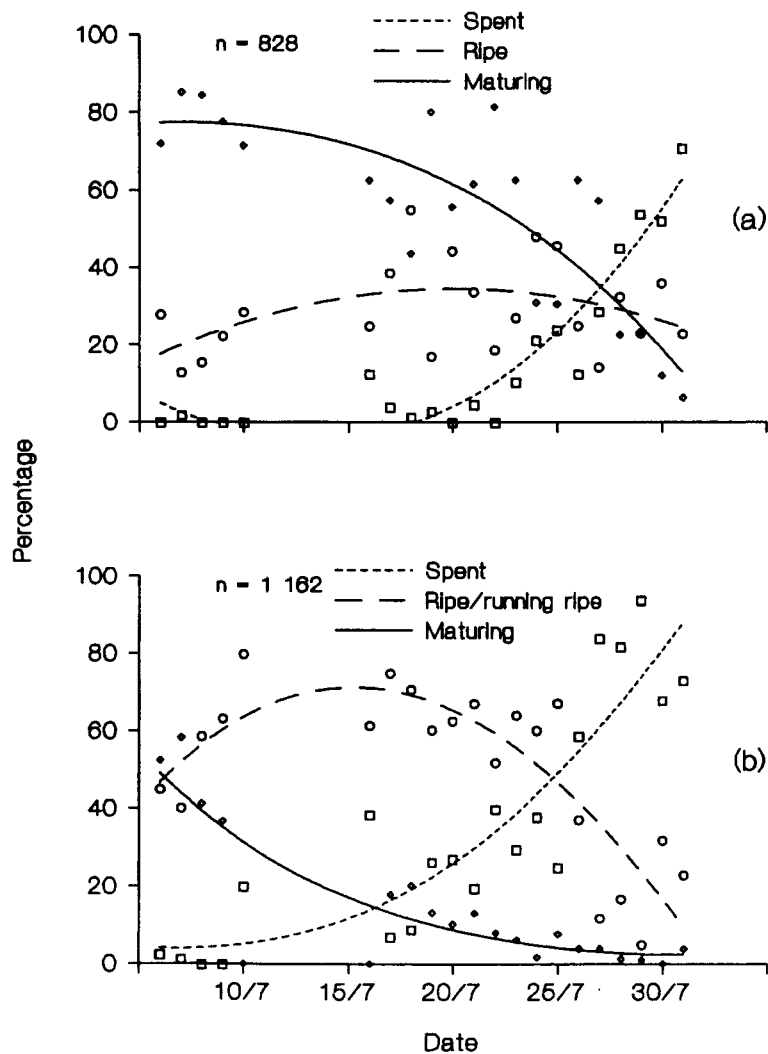 100
80
60
40
20
0
n = 828
Spent
Ripe
Maturing
(a)
Percentage
100
80
60
40
20
0
n = 1 162
Spent
Ripe/running ripe
Maturing
(b)
10/7 15/7 20/7 25/7 30/7
Date